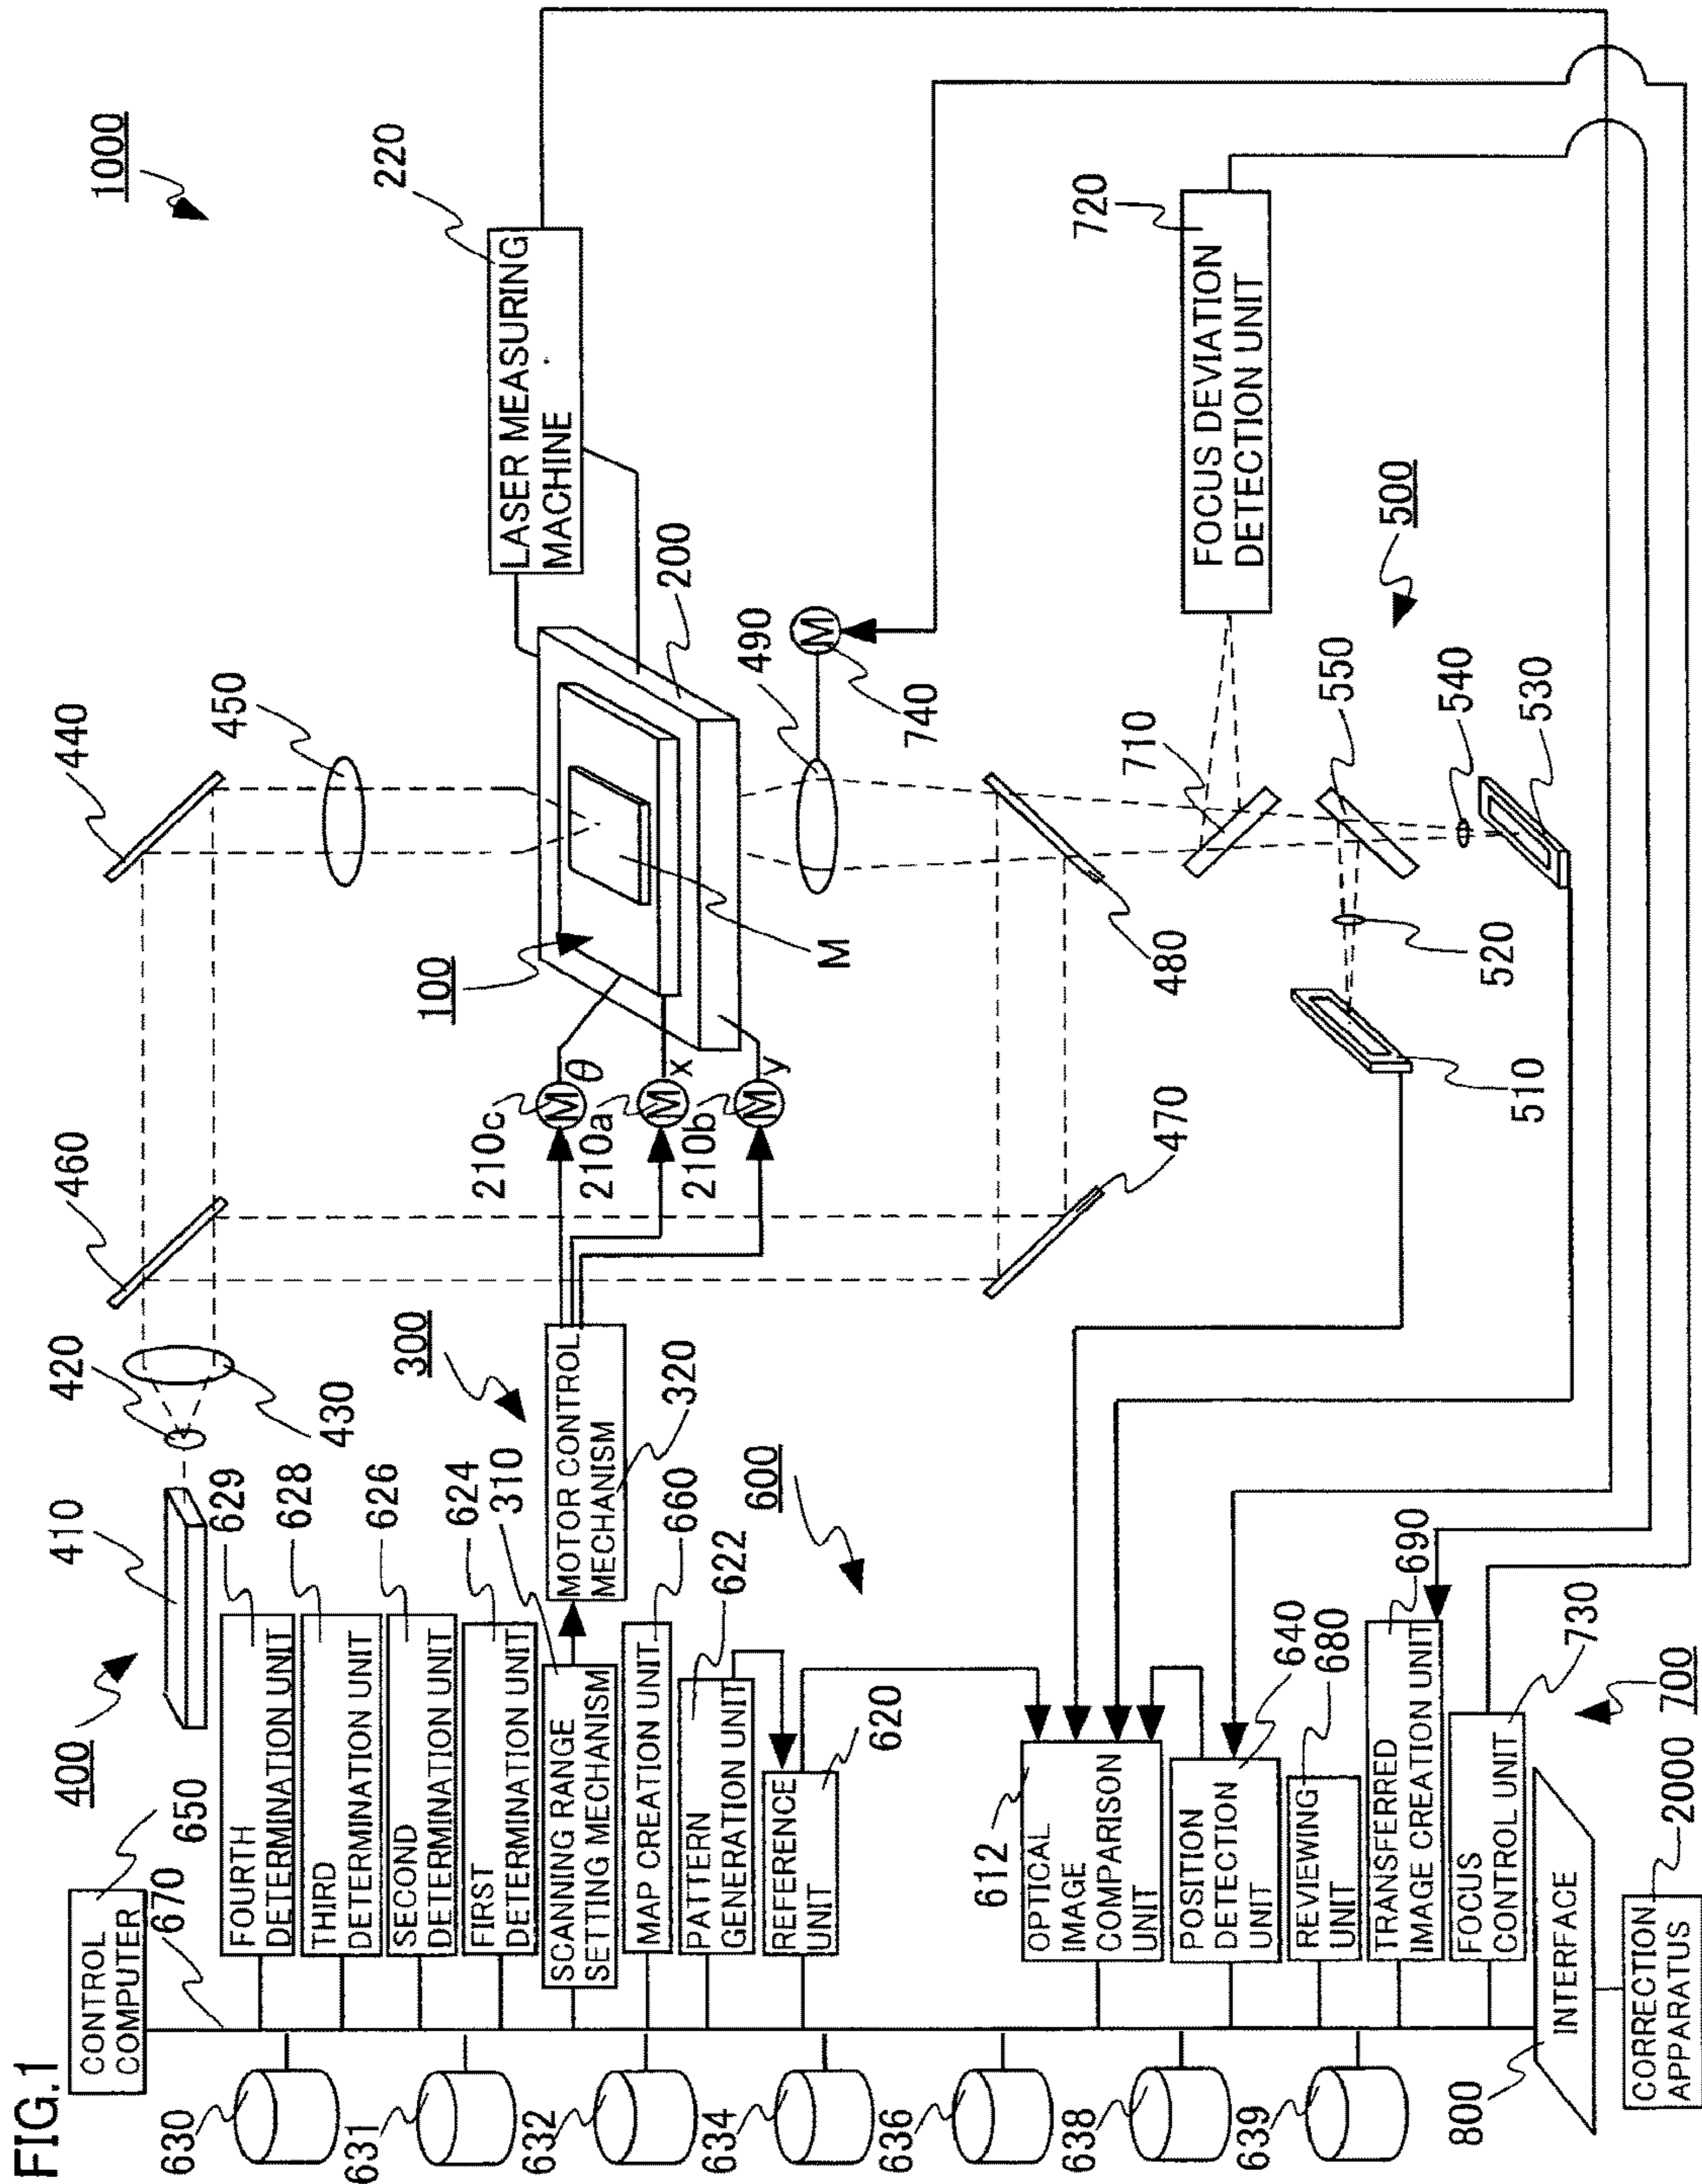 FIG.1
1000
CONTROL
COMPUTER
650
670
400
410
420
430
460
440
450
LASER MEASURING
MACHINE
220
FOURTH
DETERMINATION UNIT
629
THIRD
DETERMINATION UNIT
628
SECOND
DETERMINATION UNIT
626
FIRST
DETERMINATION UNIT
624
SCANNING RANGE
SETTING MECHANISM
310
300
MOTOR CONTROL
MECHANISM
320
MAP CREATION UNIT
660
PATTERN
GENERATION UNIT
622
REFERENCE
UNIT
620
600
210c
M
θ
210a
M
x
210b
M
y
100
M
200
490
M
740
480
470
710
FOCUS DEVIATION
DETECTION UNIT
720
500
550
540
530
520
510
612
OPTICAL
IMAGE
COMPARISON
UNIT
POSITION
DETECTION
UNIT
640
REVIEWING
UNIT
680
TRANSFERRED
IMAGE CREATION UNIT
690
FOCUS
CONTROL UNIT
730
700
630
631
632
634
636
638
639
800
INTERFACE
CORRECTION
APPARATUS
2000